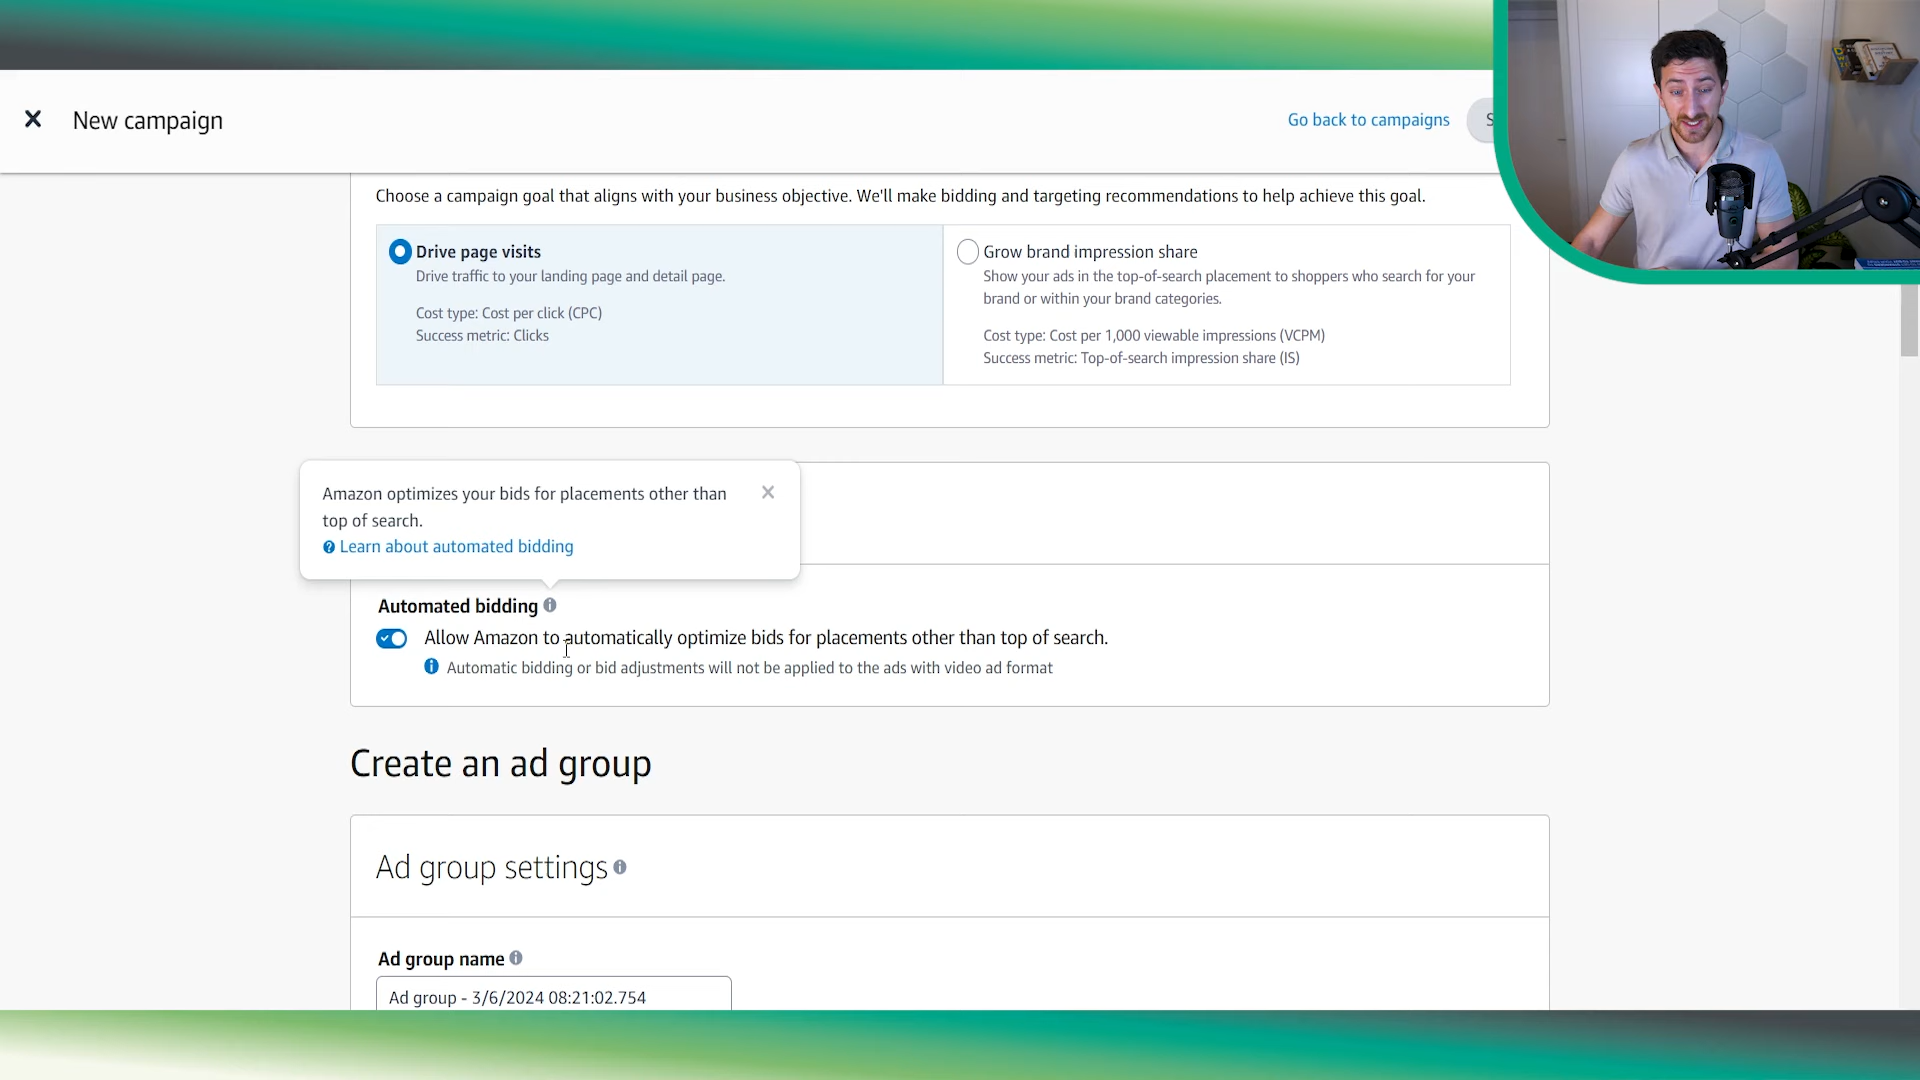 New campaign
Go back to campaigns
Choose a campaign goal that aligns with your business objective. We'll make bidding and targeting recommendations to help achieve this goal.
Drive page visits
Drive traffic to your landing page and detail page.
Cost type: Cost per click (CPC)
Success metric: Clicks
Grow brand impression share
Show your ads in the top-of-search placement to shoppers who search for your
brand or within your brand categories.
Cost type: Cost per 1,000 viewable impressions (VCPM)
Success metric: Top-of-search impression share (IS)
Amazon optimizes your bids for placements other than
top of search.
Learn about automated bidding
Automated bidding
Allow Amazon to automatically optimize bids for placements other than top of search.
Automatic bidding or bid adjustments will not be applied to the ads with video ad format
Create an ad group
Ad group settings
Ad group name
Ad group - 3/6/2024 08:21:02.754